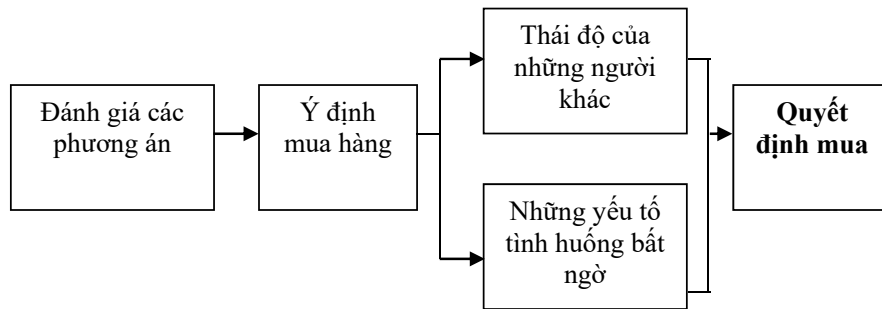 Đánh giá các
phương án
Ý định
mua hàng
Thái độ của
những người
khác
Những yếu tố
tình huống bất
ngờ
Quyết
định mua